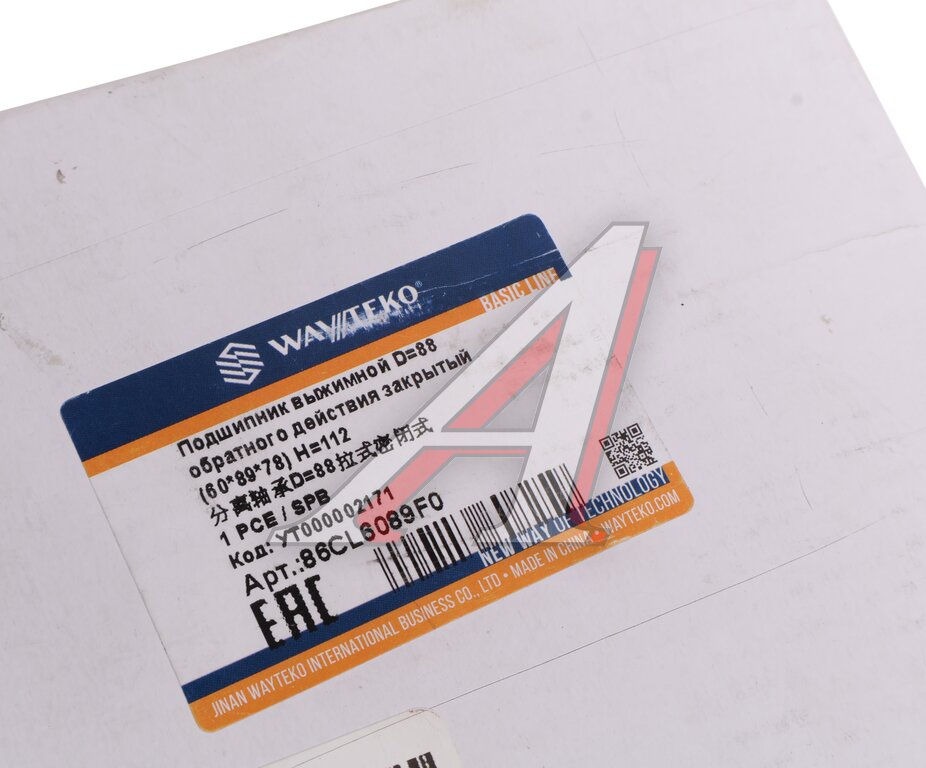 WAYTEKO®
BASIC LINE
Подшипник выжимной D=88
обратного действия закрытый
(60*89*78) H=112
分离轴承D=88拉式密闭式
1 PCE / SPB
Код: УТ000002171
Арт.:86CL6089F0
EAC
NEW WAY OF TECHNOLOGY
JINAN WAYTEKO INTERNATIONAL BUSINESS CO., LTD • MADE IN CHINA • WAYTEKO.COM